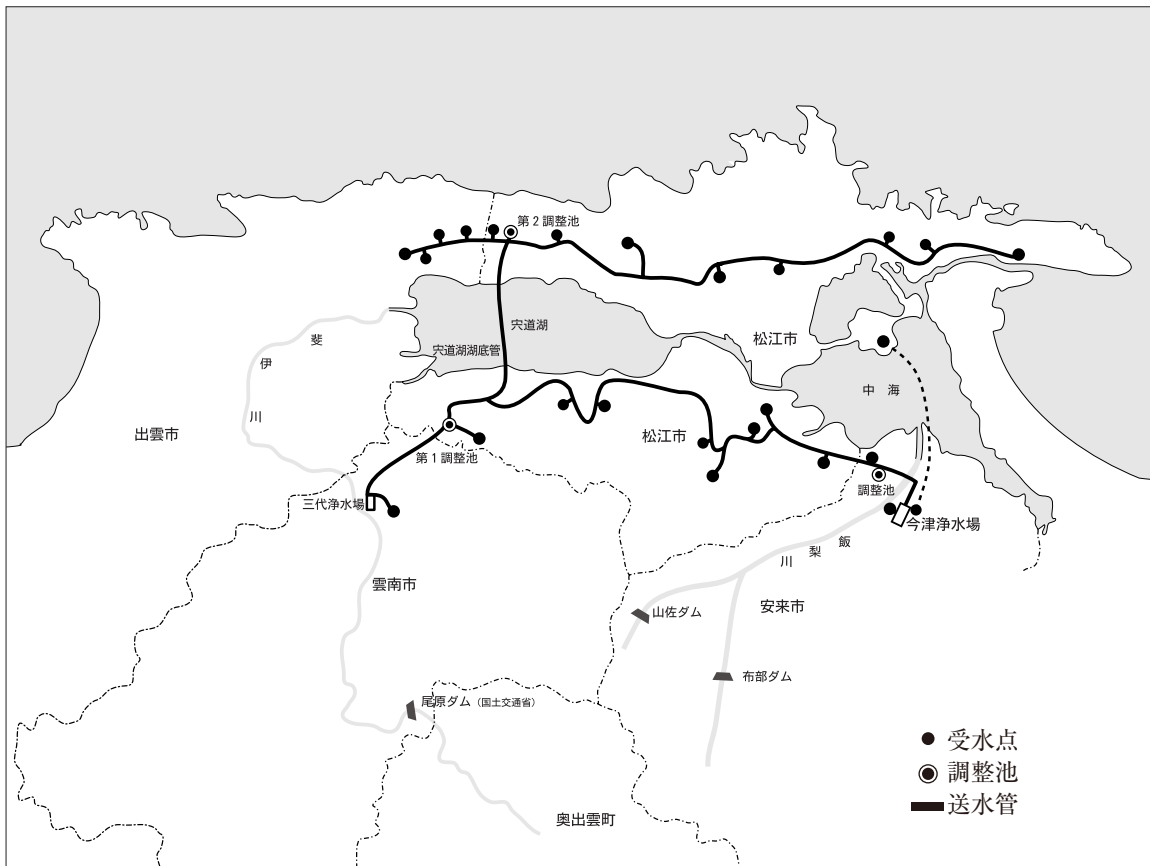 第2調整池
宍道湖
宍道湖湖底管
松江市
斐
伊
川
中海
出雲市
松江市
第1調整池
三代浄水場
調整池
今津浄水場
飯
梨
川
雲南市
安来市
山佐ダム
布部ダム
尾原ダム（国土交通省）
奥出雲町
受水点
調整池
送水管